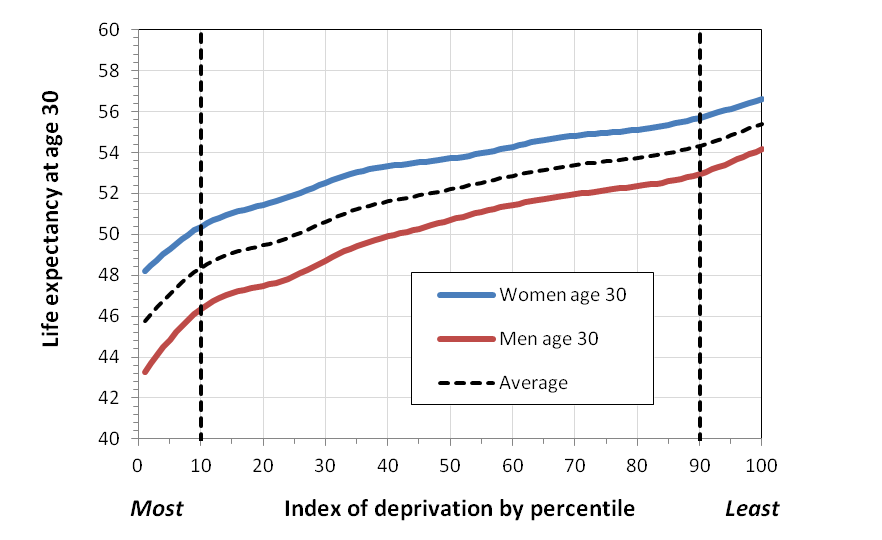 Life expectancy at age 30
60
58
56
54
52
50
48
46
44
42
40
Women age 30
Men age 30
Average
0 10 20 30 40 50 60 70 80 90 100
Most Index of deprivation by percentile Least